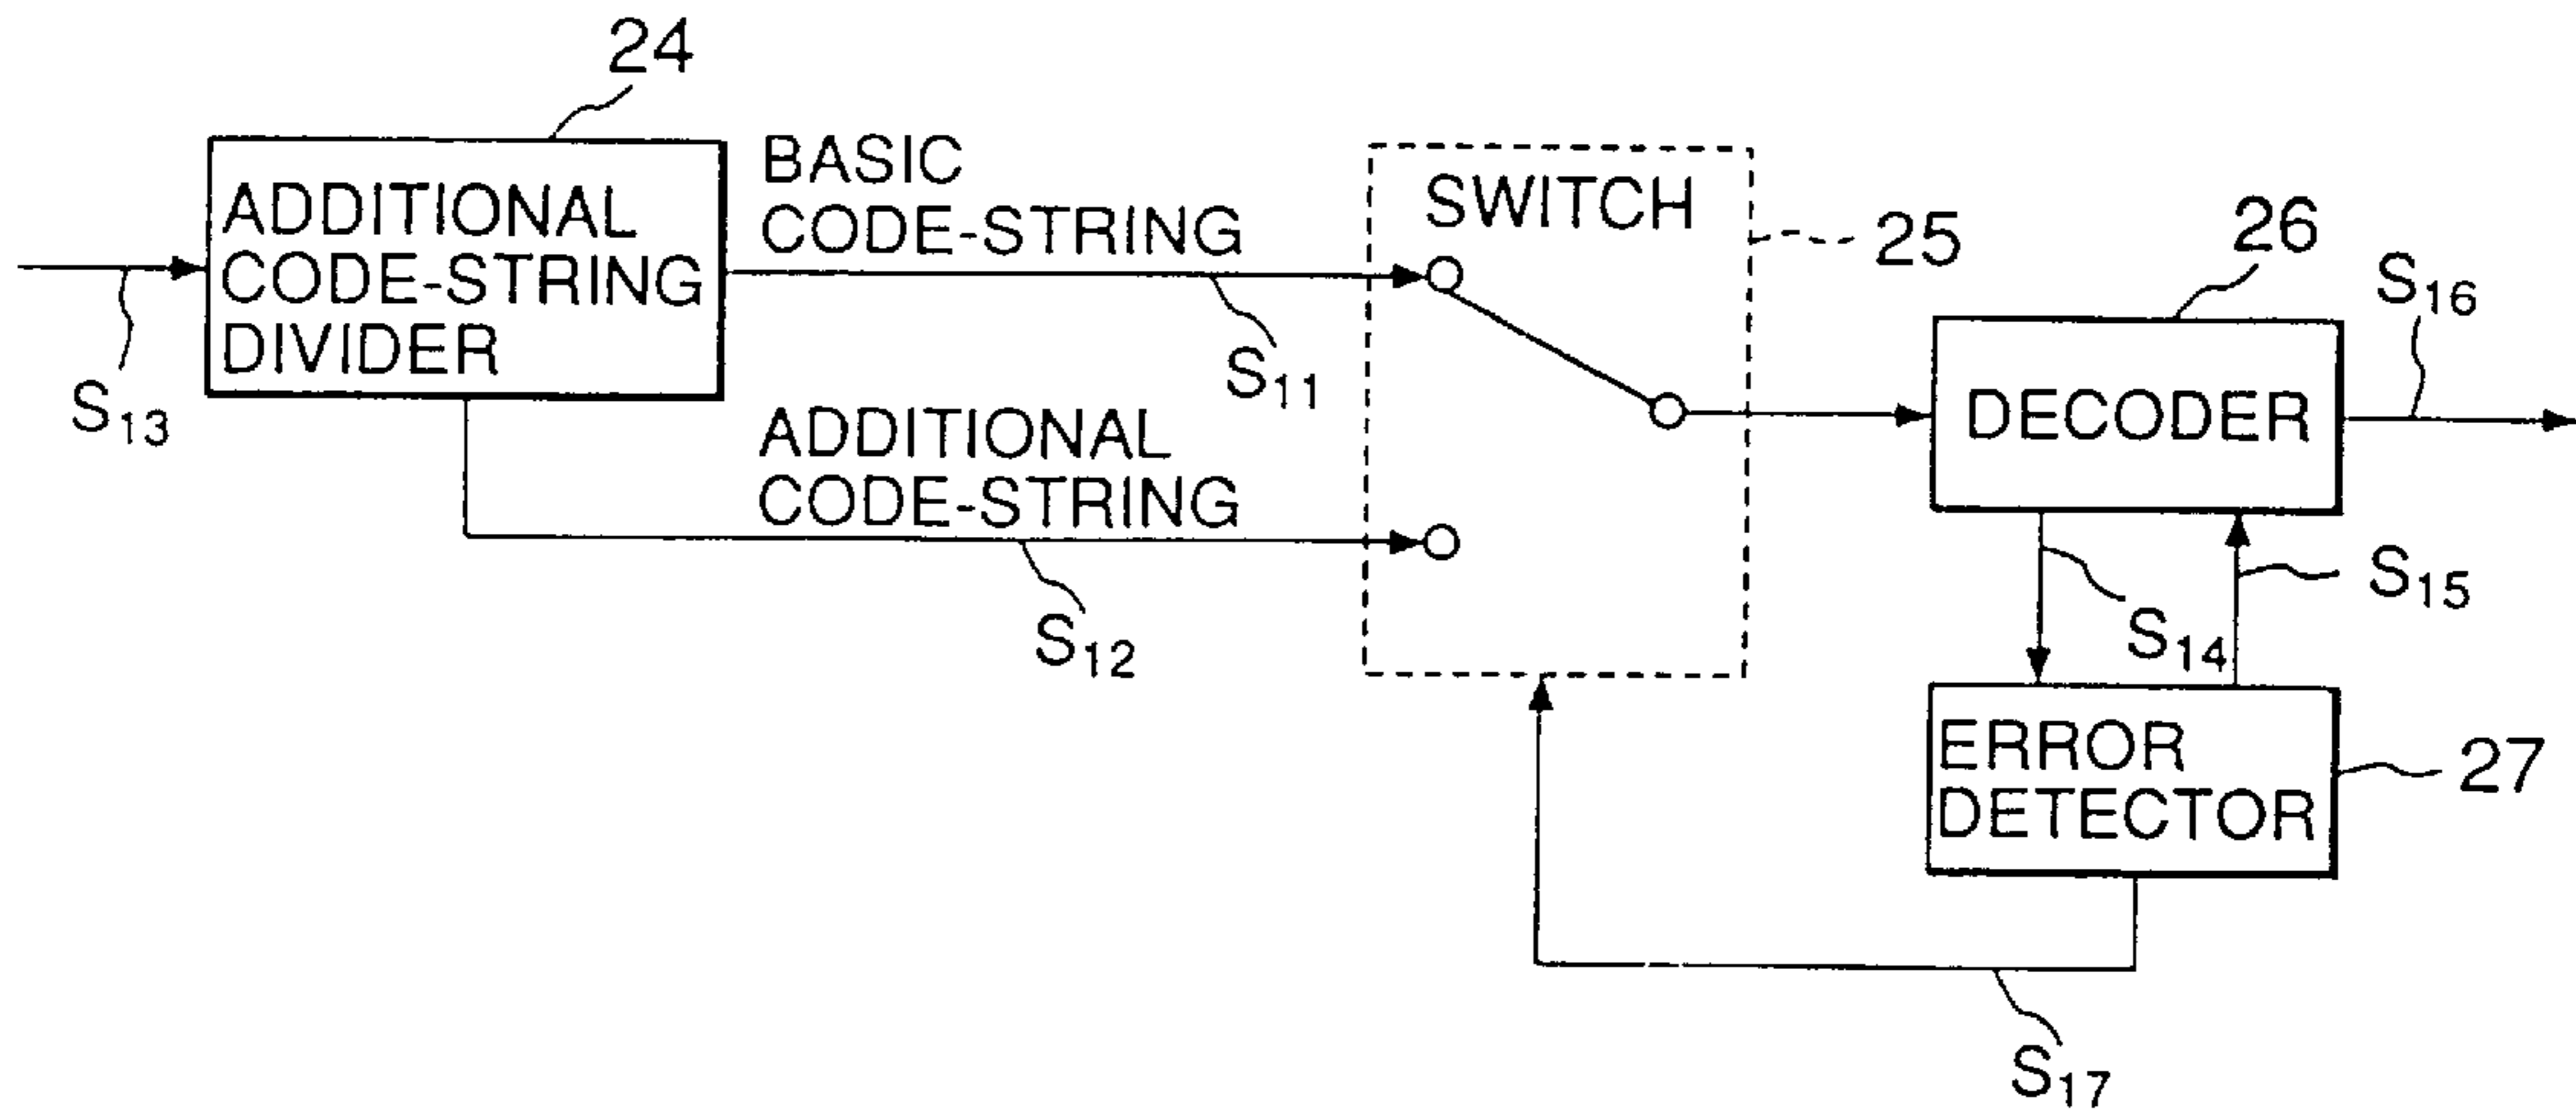 24
ADDITIONAL
CODE-STRING
DIVIDER
S13
BASIC
CODE-STRING
S11
ADDITIONAL
CODE-STRING
S12
SWITCH
25
26
DECODER
S16
S14
S15
ERROR
DETECTOR
27
S17